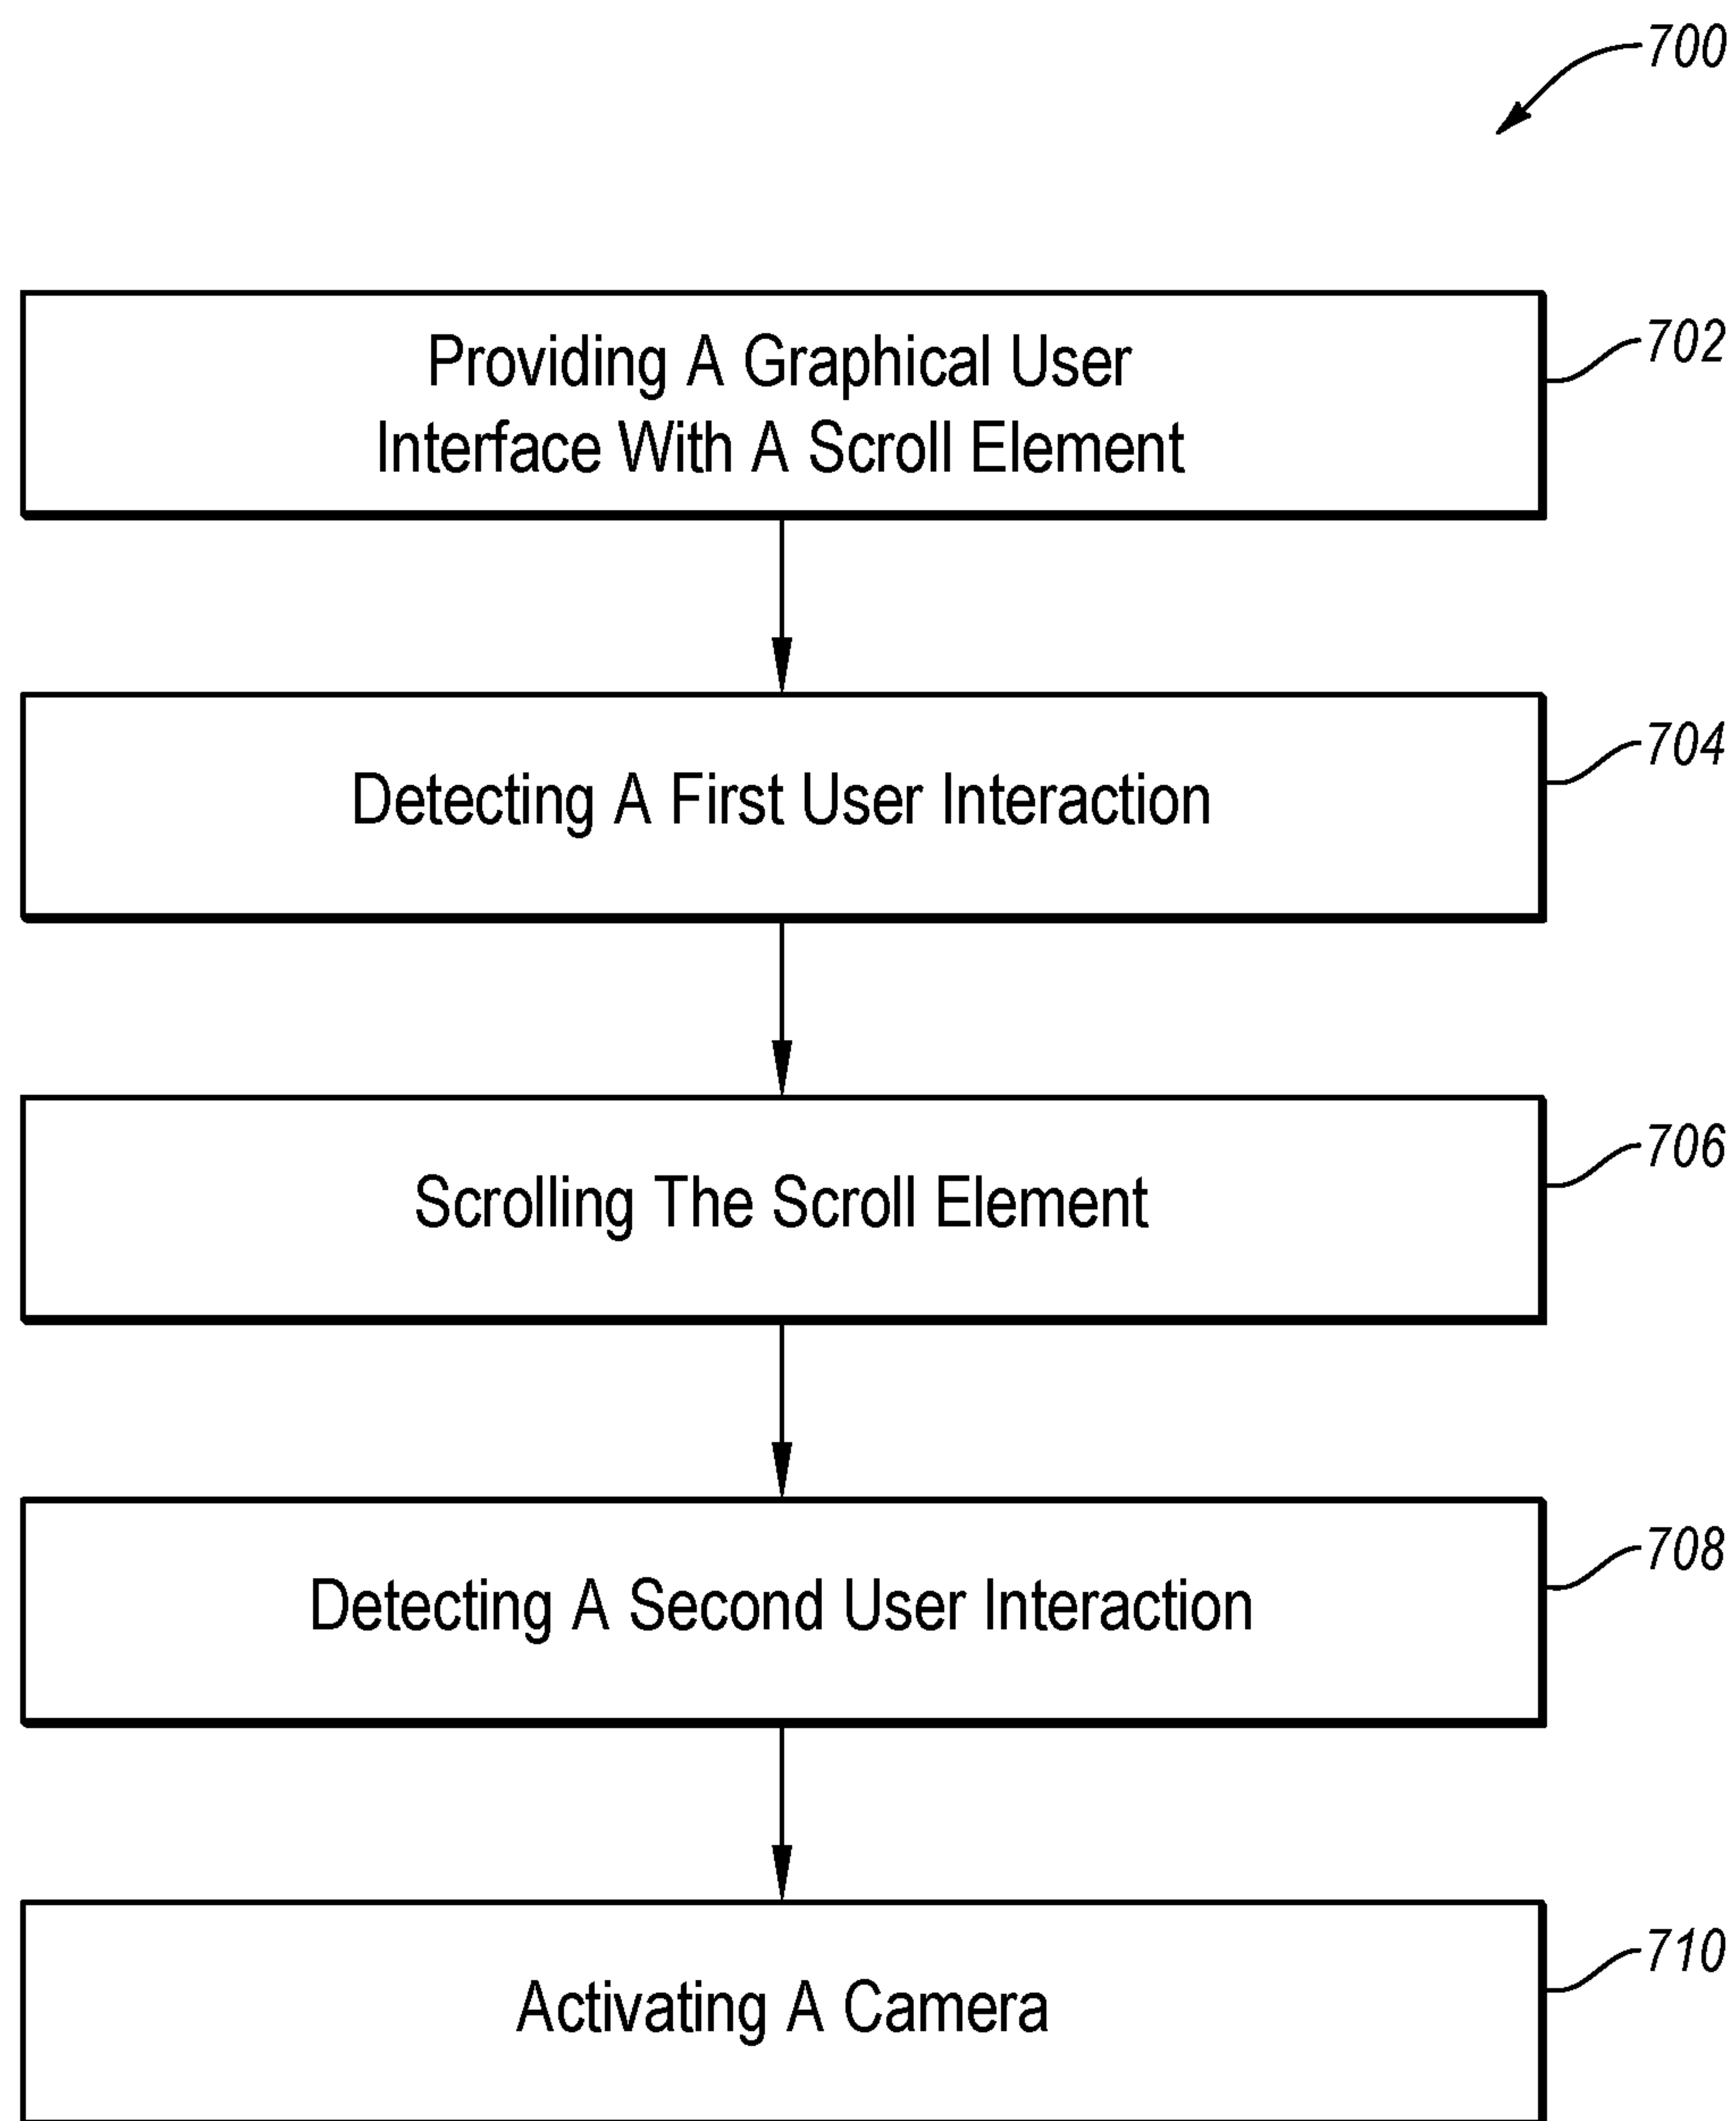 700
Providing A Graphical User
Interface With A Scroll Element
702
Detecting A First User Interaction
704
Scrolling The Scroll Element
706
Detecting A Second User Interaction
708
Activating A Camera
710